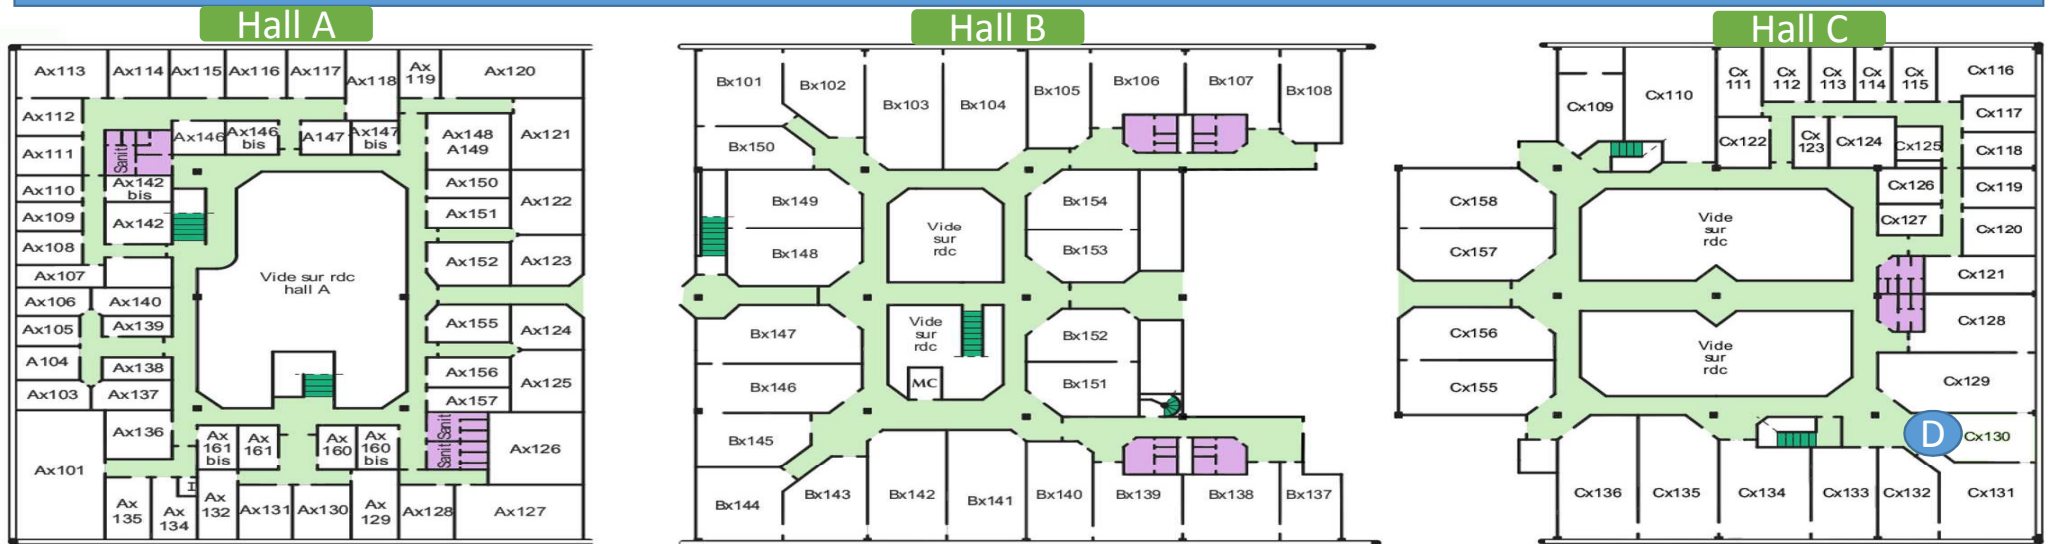 Hall A
Hall B
Hall C
Ax113
Ax114
Ax115
Ax116
Ax117
Ax118
Ax
119
Ax120
Ax112
Ax111
Ax110
Ax109
Ax108
Ax107
Ax106
Ax105
A104
Ax103
Ax101
Sanit
Ax146
Ax146
bis
A147
Ax147
bis
Ax148
A149
Ax121
Ax142
bis
Ax142
Ax150
Ax151
Ax122
Ax152
Ax123
Vide sur rdc
hall A
Ax140
Ax139
Ax138
Ax137
Ax136
Ax155
Ax124
Ax156
Ax125
Ax157
Sanit
Sanit
Ax126
Ax
161
bis
Ax
161
Ax
160
Ax
160
bis
Ax
135
Ax
134
I
Ax
132
Ax131
Ax130
Ax
129
Ax128
Ax127
Bx101
Bx102
Bx103
Bx104
Bx105
Bx106
Bx107
Bx108
Bx150
Bx149
Bx148
Vide
sur
rdc
Bx154
Bx153
Bx147
Bx146
Vide
sur
rdc
MC
Bx152
Bx151
Bx145
Bx144
Bx143
Bx142
Bx141
Bx140
Bx139
Bx138
Bx137
Cx109
Cx110
Cx
111
Cx
112
Cx
113
Cx
114
Cx
115
Cx116
Cx117
Cx122
Cx
123
Cx124
Cx125
Cx118
Cx126
Cx119
Cx127
Cx120
Cx158
Cx157
Vide
sur
rdc
Cx121
Cx128
Cx156
Cx155
Vide
sur
rdc
Cx129
D
Cx130
Cx136
Cx135
Cx134
Cx133
Cx132
Cx131